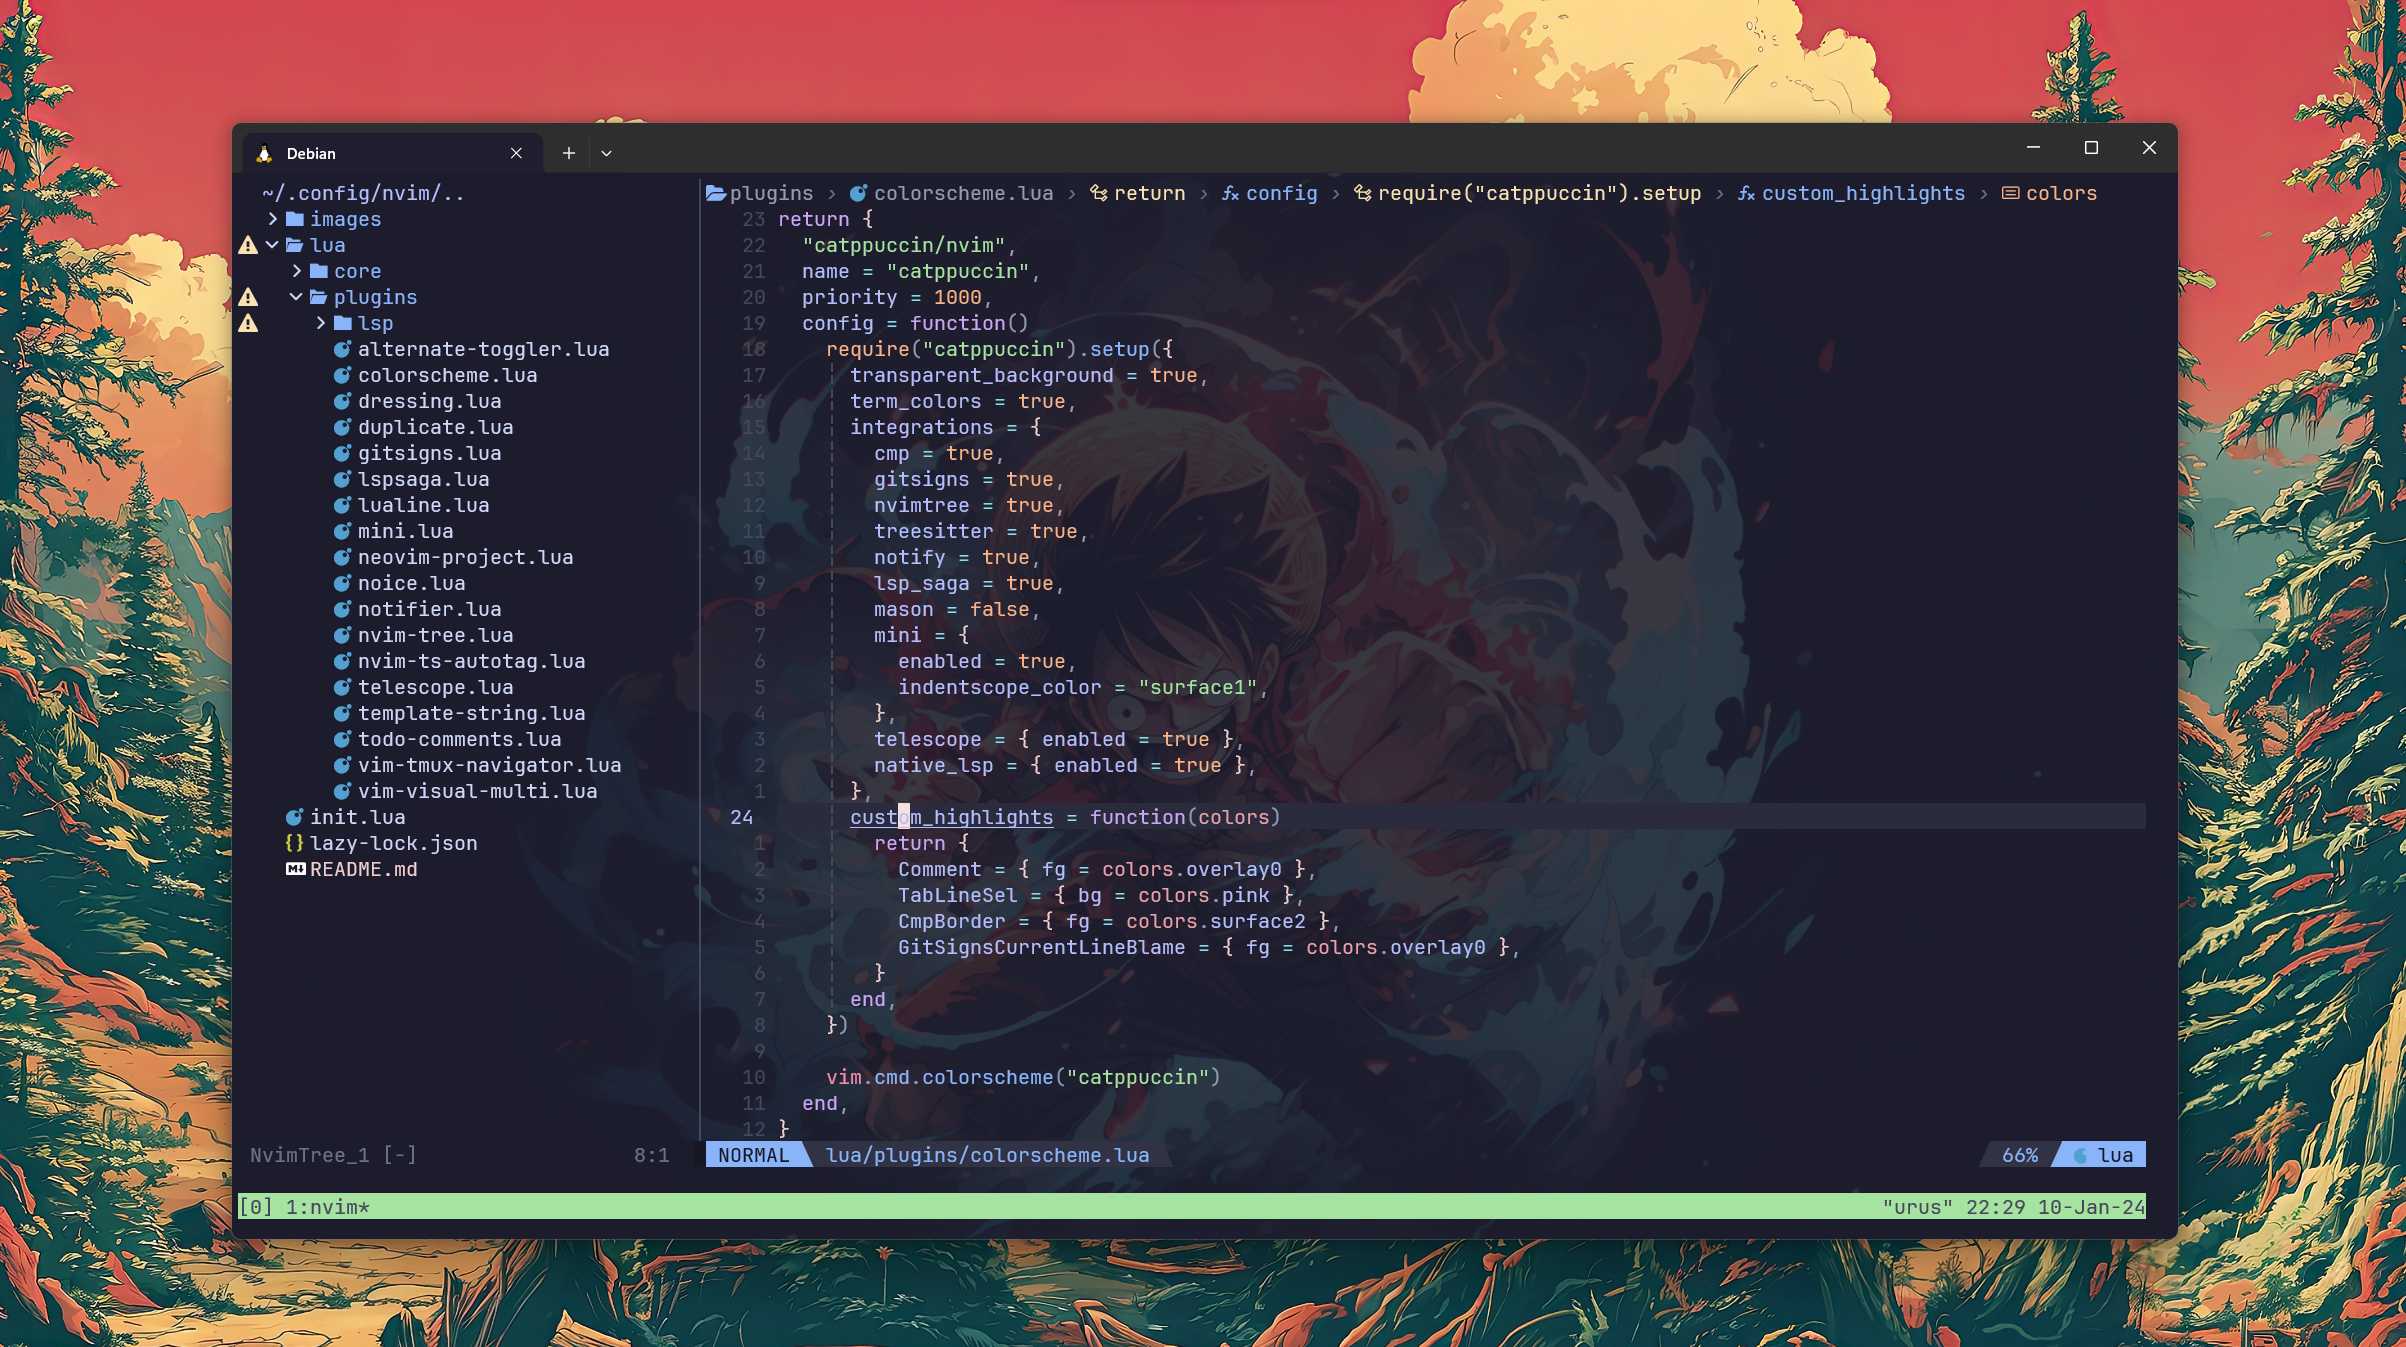 Debian
~/.config/nvim/..
images
lua
core
plugins
lsp
alternate-toggler.lua
colorscheme.lua
dressing.lua
duplicate.lua
gitsigns.lua
lspsaga.lua
lualine.lua
mini.lua
neovim-project.lua
noice.lua
notifier.lua
nvim-tree.lua
nvim-ts-autotag.lua
telescope.lua
template-string.lua
todo-comments.lua
vim-tmux-navigator.lua
vim-visual-multi.lua
init.lua
{} lazy-lock.json
README.md
NvimTree_1 [-] 8:1
plugins › colorscheme.lua › return › fx config › require("catppuccin").setup › fx custom_highlights › colors
23 return {
22 "catppuccin/nvim",
21 name = "catppuccin",
20 priority = 1000,
19 config = function()
18 require("catppuccin").setup({
17 transparent_background = true,
16 term_colors = true,
15 integrations = {
14 cmp = true,
13 gitsigns = true,
12 nvimtree = true,
11 treesitter = true,
10 notify = true,
9 lsp_saga = true,
8 mason = false,
7 mini = {
6 enabled = true,
5 indentscope_color = "surface1",
4 },
3 telescope = { enabled = true },
2 native_lsp = { enabled = true },
1 },
24 custom_highlights = function(colors)
1 return {
2 Comment = { fg = colors.overlay0 },
3 TabLineSel = { bg = colors.pink },
4 CmpBorder = { fg = colors.surface2 },
5 GitSignsCurrentLineBlame = { fg = colors.overlay0 },
6 }
7 end,
8 })
9
10 vim.cmd.colorscheme("catppuccin")
11 end,
12 }
NORMAL lua/plugins/colorscheme.lua 66% lua
[0] 1:nvim* "urus" 22:29 10-Jan-24